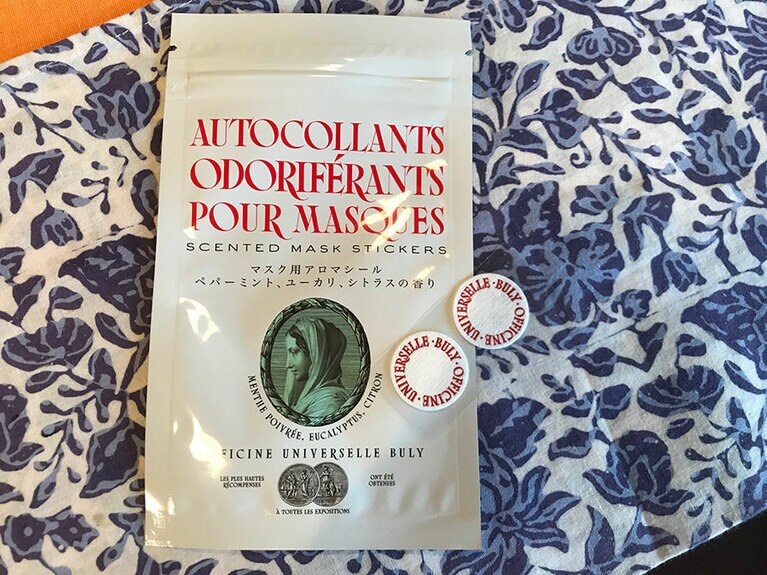 AUTOCOLLANTS
ODORIFÉRANTS
POUR MASQUES
SCENTED MASK STICKERS
マスク用アロマシール
ペパーミント、ユーカリ、シトラスの香り
MENTHE POIVRÉE, EUCALYPTUS, CITRON
FICINE UNIVERSELLE BULY
LES PLUS HAUTES
RÉCOMPENSES
ONT ÉTÉ
OBTENUES
À TOUTES LES EXPOSITIONS
OFFICINE · UNIVERSELLE · BULY ·
OFFICINE · UNIVERSELLE · BULY ·